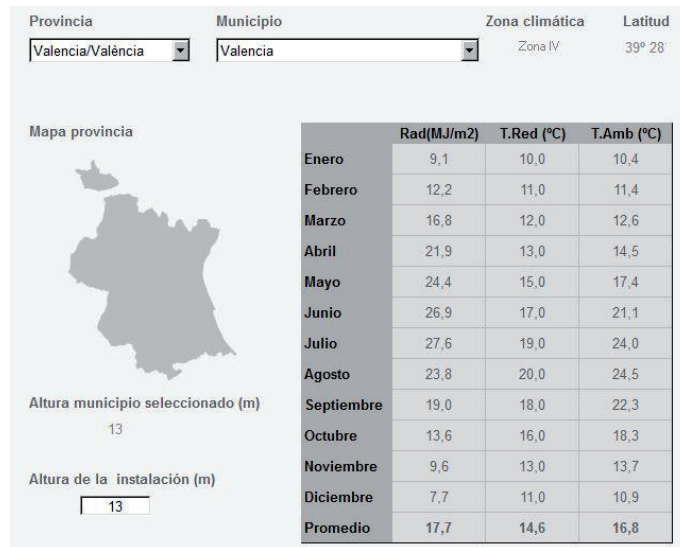 Provincia Municipio Zona climática Latitud
Valencia/València Valencia Zona IV 39º 28'
Mapa provincia
Rad(MJ/m2) T.Red (ºC) T.Amb (ºC)
Enero 9,1 10,0 10,4
Febrero 12,2 11,0 11,4
Marzo 16,8 12,0 12,6
Abril 21,9 13,0 14,5
Mayo 24,4 15,0 17,4
Junio 26,9 17,0 21,1
Julio 27,6 19,0 24,0
Agosto 23,8 20,0 24,5
Altura municipio seleccionado (m)
13
Septiembre 19,0 18,0 22,3
Octubre 13,6 16,0 18,3
Noviembre 9,6 13,0 13,7
Altura de la instalación (m)
13
Diciembre 7,7 11,0 10,9
Promedio 17,7 14,6 16,8